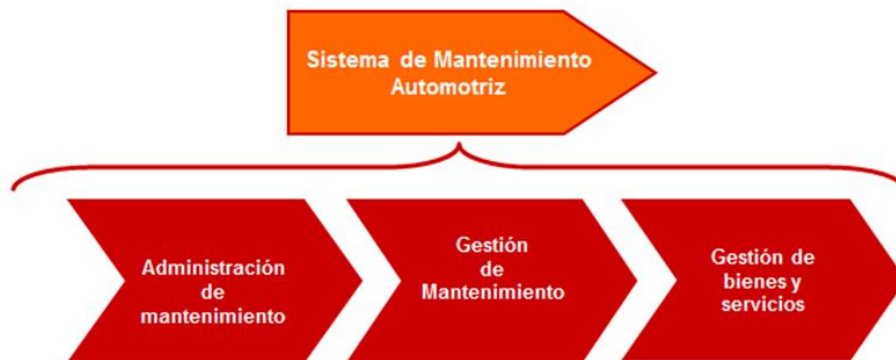 Sistema de Mantenimiento
Automotriz
Administración
de
mantenimiento
Gestión
de
Mantenimiento
Gestión de
bienes y
servicios